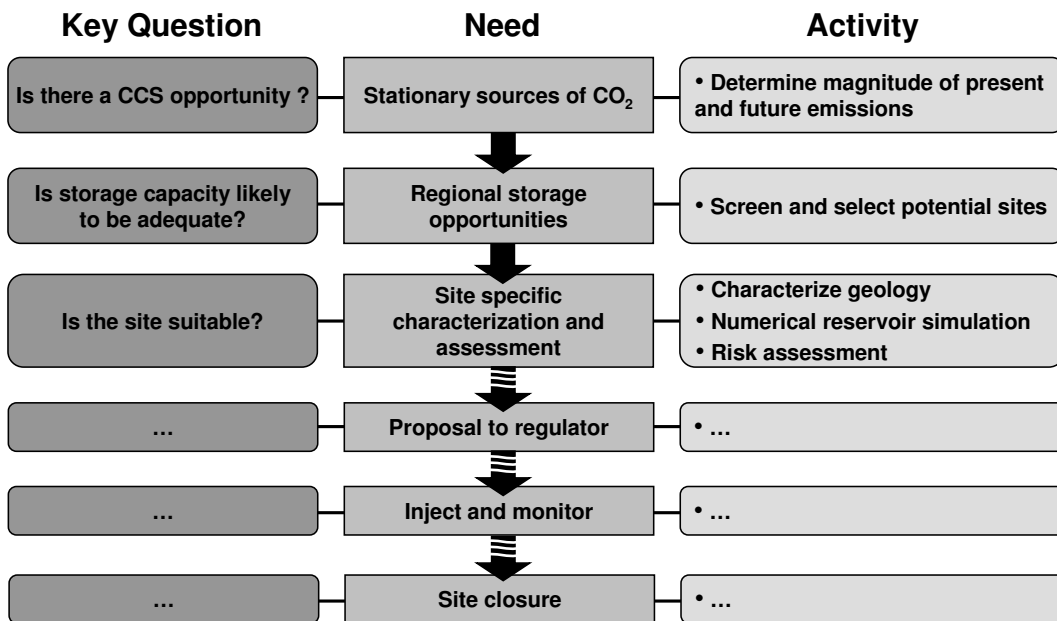 Key Question
Need
Activity
Is there a CCS opportunity ?
Stationary sources of CO₂
• Determine magnitude of present
and future emissions
Is storage capacity likely
to be adequate?
Regional storage
opportunities
• Screen and select potential sites
Is the site suitable?
Site specific
characterization and
assessment
• Characterize geology
• Numerical reservoir simulation
• Risk assessment
…
Proposal to regulator
• …
…
Inject and monitor
• …
…
Site closure
• …